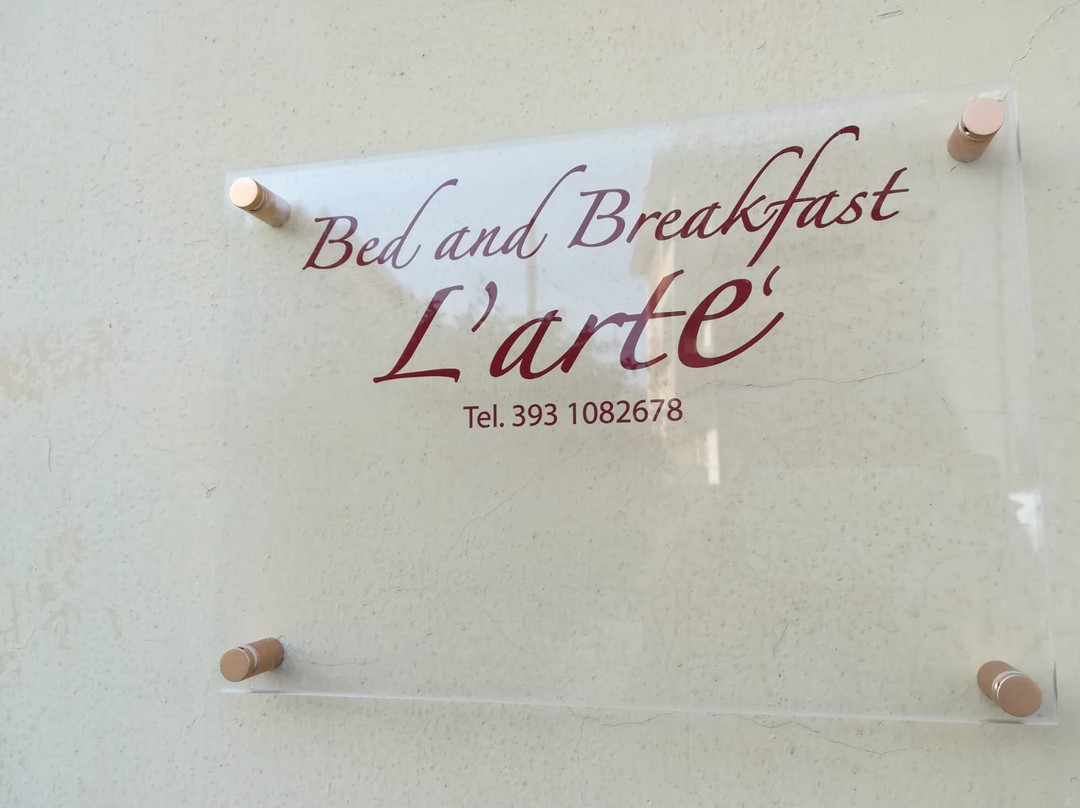 Bed and Breakfast
L'arte'
Tel. 393 1082678